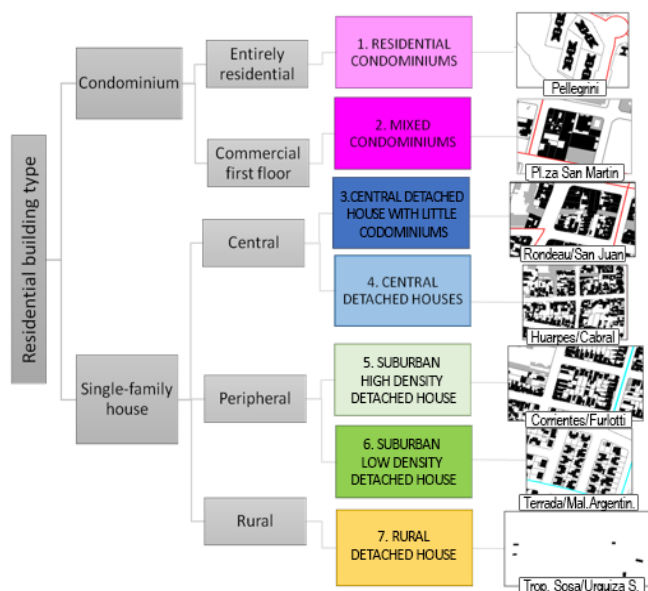 Residential building type
Condominium
Single-family
house
Entirely
residential
Commercial
first floor
Central
Peripheral
Rural
1. RESIDENTIAL
CONDOMINIUMS
2. MIXED
CONDOMINIUMS
3.CENTRAL DETACHED
HOUSE WITH LITTLE
CODOMINIUMS
4. CENTRAL
DETACHED HOUSES
5. SUBURBAN
HIGH DENSITY
DETACHED HOUSE
6. SUBURBAN
LOW DENSITY
DETACHED HOUSE
7. RURAL
DETACHED HOUSE
Pellegrini
Pl.za San Martin
Rondeau/San Juan
Huarpes/Cabral
Corrientes/Furlotti
Terrada/Mal.Argentin.
Trop. Sosa/Urquiza S.